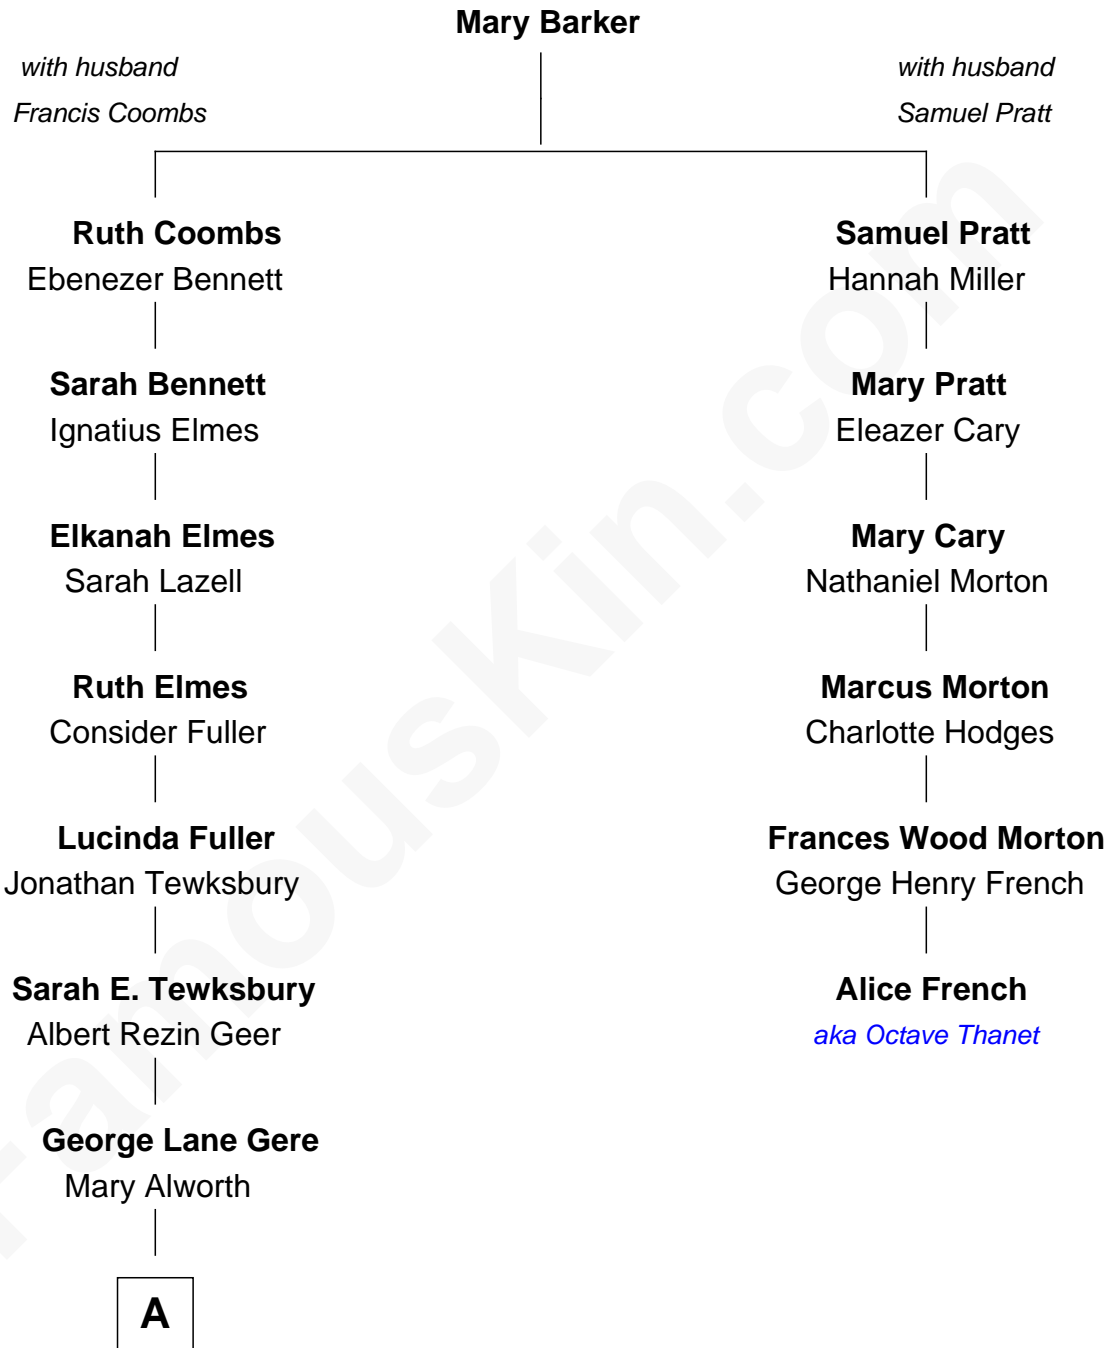 Mary Barker
with husband
Francis Coombs
with husband
Samuel Pratt
Ruth Coombs
Ebenezer Bennett
Sarah Bennett
Ignatius Elmes
Elkanah Elmes
Sarah Lazell
Ruth Elmes
Consider Fuller
Lucinda Fuller
Jonathan Tewksbury
Sarah E. Tewksbury
Albert Rezin Geer
George Lane Gere
Mary Alworth
A
Samuel Pratt
Hannah Miller
Mary Pratt
Eleazer Cary
Mary Cary
Nathaniel Morton
Marcus Morton
Charlotte Hodges
Frances Wood Morton
George Henry French
Alice French
aka Octave Thanet
FamousKin.com